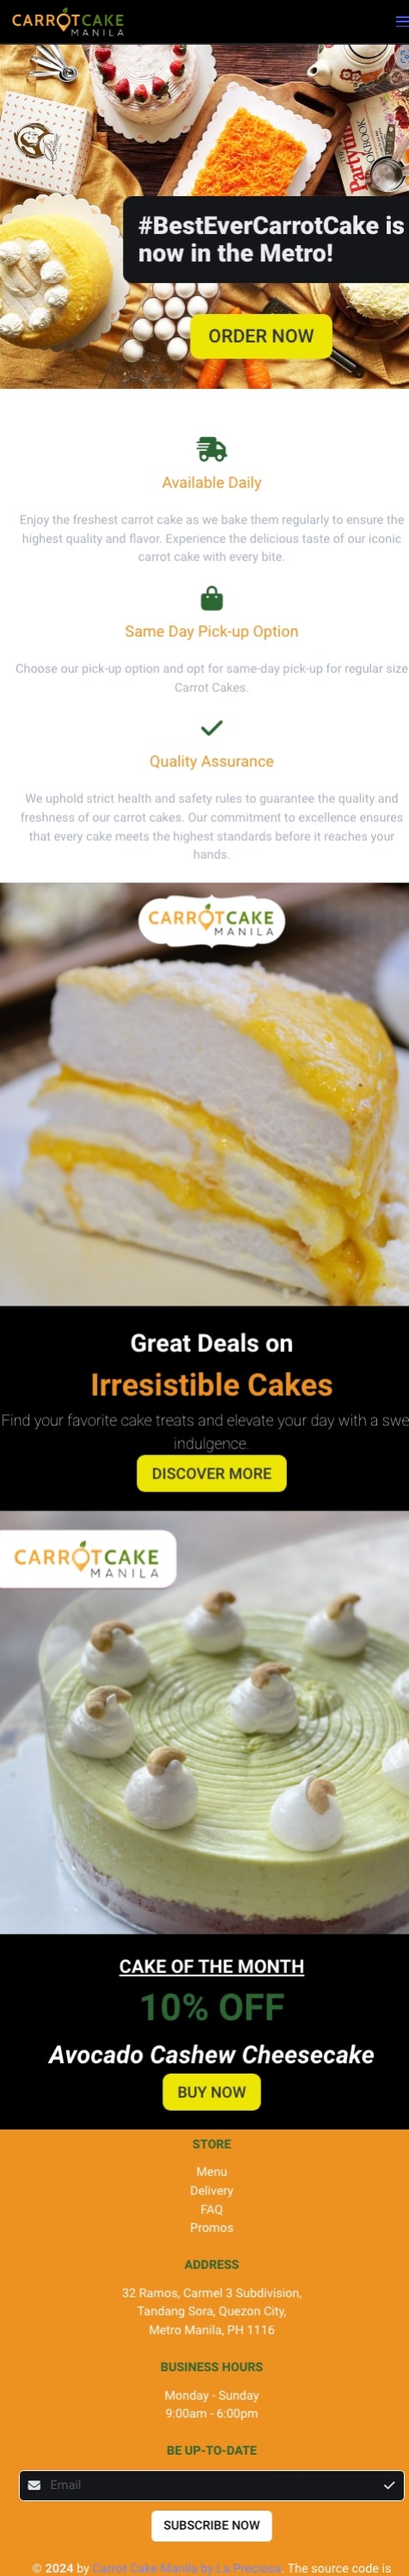 CARROTCAKE
MANILA
Parivnm
#BestEverCarrotCake is
now in the Metro!
ORDER NOW
Available Daily
Enjoy the freshest carrot cake as we bake them regularly to ensure the
highest quality and flavor. Experience the delicious taste of our iconic
carrot cake with every bite.
Same Day Pick-up Option
Choose our pick-up option and opt for same-day pick-up for regular size
Carrot Cakes.
Quality Assurance
We uphold strict health and safety rules to guarantee the quality and
freshness of our carrot cakes. Our commitment to excellence ensures
that every cake meets the highest standards before it reaches your
hands.
CARROTCAKE
MANILA
Great Deals on
Irresistible Cakes
Find your favorite cake treats and elevate your day with a swe
indulgence.
DISCOVER MORE
CARROTCAKE
MANILA
CAKE OF THE MONTH
10% OFF
Avocado Cashew Cheesecake
BUY NOW
STORE
Menu
Delivery
FAQ
Promos
ADDRESS
32 Ramos, Carmel 3 Subdivision,
Tandang Sora, Quezon City,
Metro Manila, PH 1116
BUSINESS HOURS
Monday - Sunday
9:00am - 6:00pm
BE UP-TO-DATE
Email
SUBSCRIBE NOW
© 2024 by Carrot Cake Manila by La Preciosa. The source code is